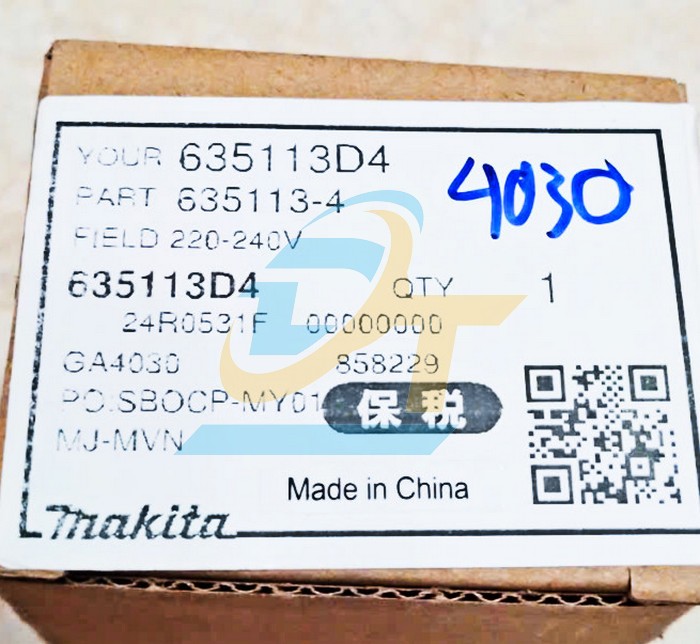 YOUR 635113D4
PART 635113-4
4030
FIELD 220-240V
635113D4 QTY 1
24R0531F 00000000
GA4030 858229
PO:SBOCP-MY01
保税
MJ-MVN
Made in China
makita
DT